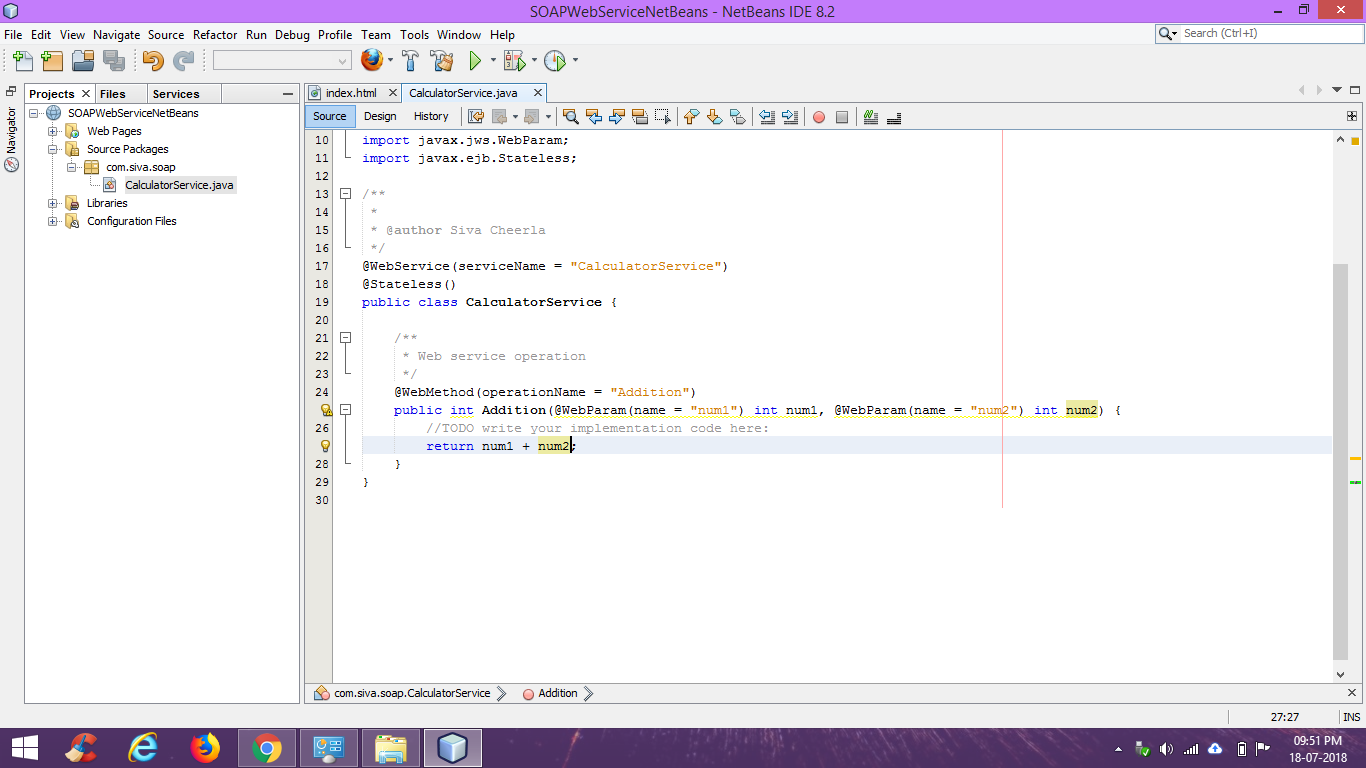 SOAPWebServiceNetBeans - NetBeans IDE 8.2
File Edit View Navigate Source Refactor Run Debug Profile Team Tools Window Help
Search (Ctrl+I)
Projects Files Services
index.html CalculatorService.java
Navigator
SOAPWebServiceNetBeans
Web Pages
Source Packages
com.siva.soap
CalculatorService.java
Libraries
Configuration Files
Source Design History
10 import javax.jws.WebParam;
11 import javax.ejb.Stateless;
12
13 /**
14 *
15 * @author Siva Cheerla
16 */
17 @WebService(serviceName = "CalculatorService")
18 @Stateless()
19 public class CalculatorService {
20
21 /**
22 * Web service operation
23 */
24 @WebMethod(operationName = "Addition")
public int Addition(@WebParam(name = "num1") int num1, @WebParam(name = "num2") int num2) {
26 //TODO write your implementation code here:
return num1 + num2;
28 }
29 }
30
com.siva.soap.CalculatorService Addition
27:27 INS
09:51 PM
18-07-2018